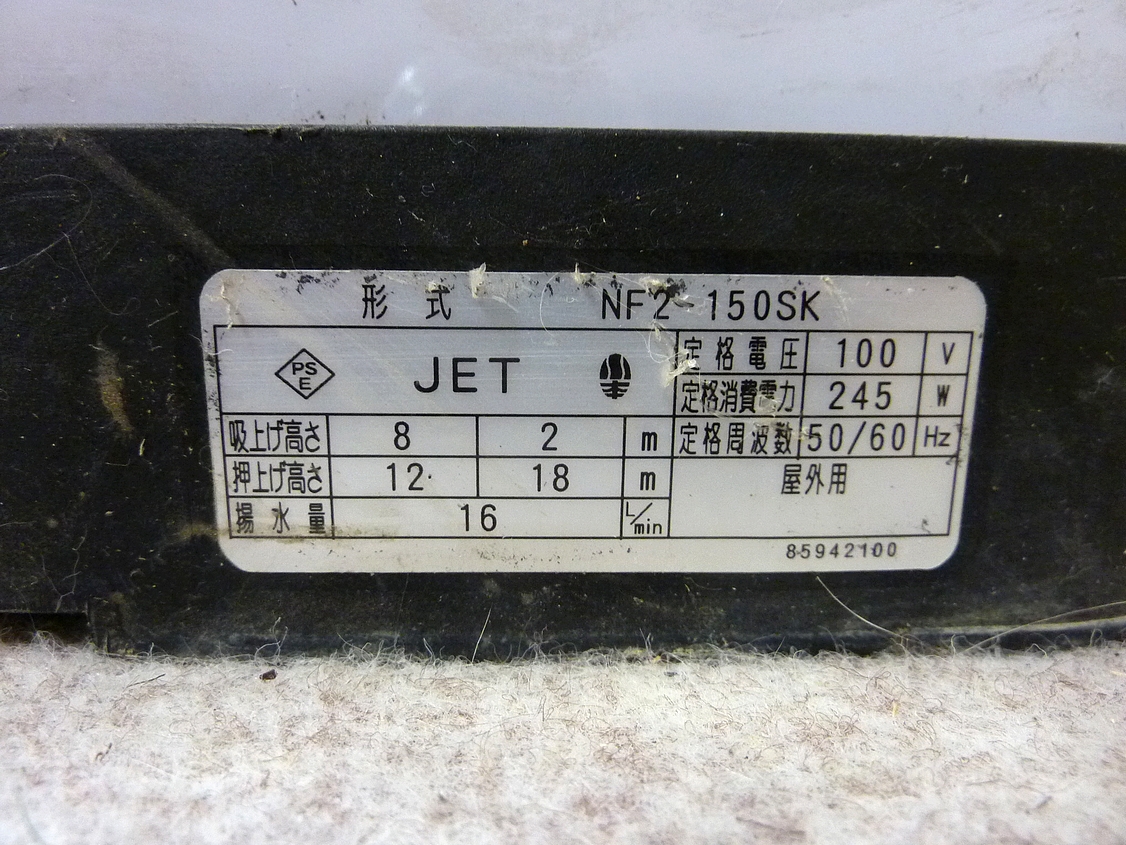 形式 NF2-150SK
PS E JET 定格電圧 100 V
定格消費電力 245 W
吸上げ高さ 8 2 m 定格周波数 50/60 Hz
押上げ高さ 12 18 m 屋外用
揚水量 16 L/min
85942100